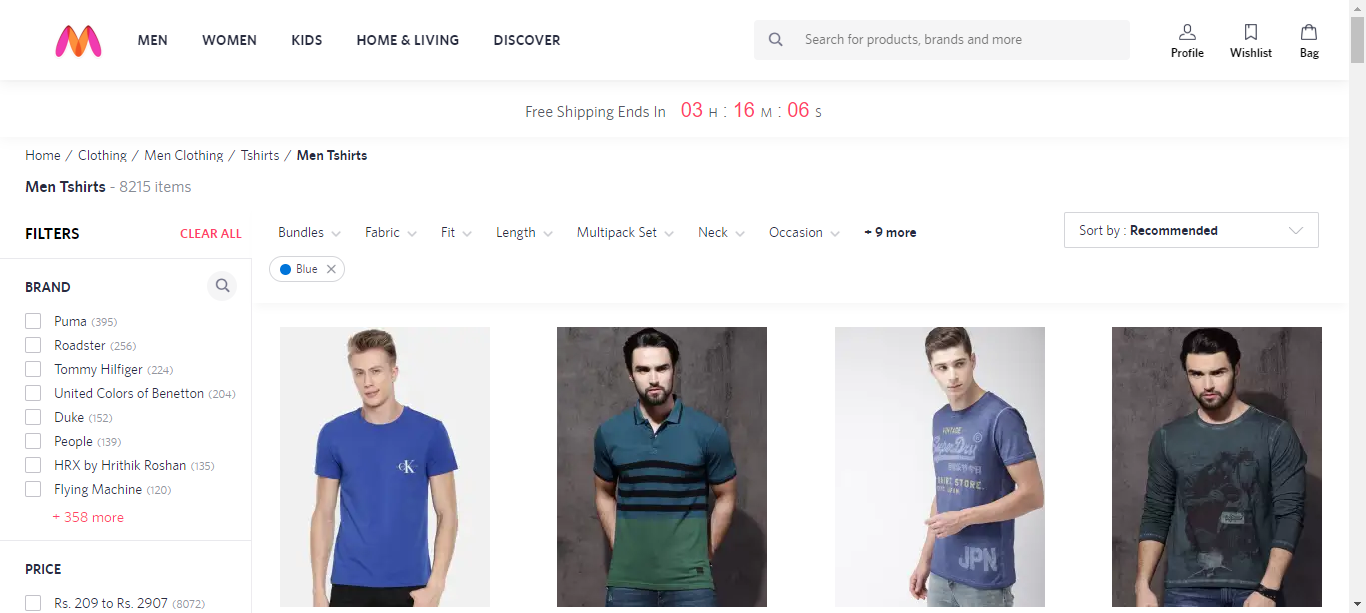 MEN WOMEN KIDS HOME & LIVING DISCOVER Search for products, brands and more Profile Wishlist Bag
Free Shipping Ends In 03 H : 16 M : 06 S
Home / Clothing / Men Clothing / Tshirts / Men Tshirts
Men Tshirts - 8215 items
FILTERS CLEAR ALL
Bundles Fabric Fit Length Multipack Set Neck Occasion + 9 more Sort by : Recommended
Blue
BRAND
Puma (395)
Roadster (256)
Tommy Hilfiger (224)
United Colors of Benetton (204)
Duke (152)
People (139)
HRX by Hrithik Roshan (135)
Flying Machine (120)
+ 358 more
PRICE
Rs. 209 to Rs. 2907 (8072)
CK
VINTAGE
SuperDry
STORE.
JPN